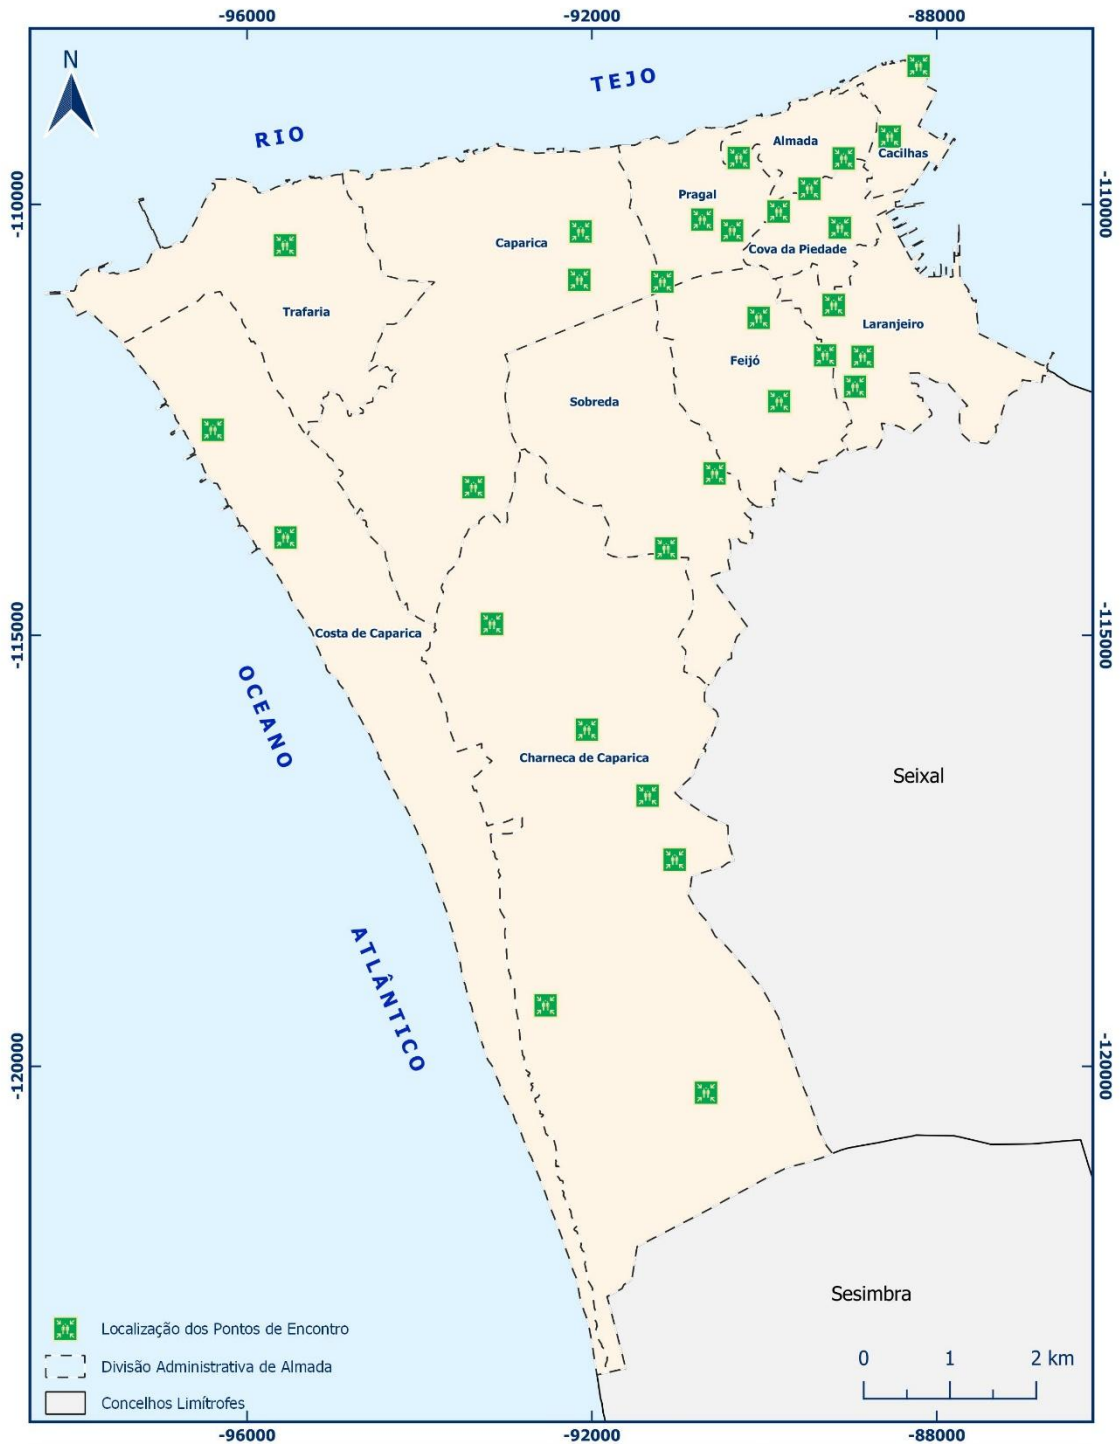 -96000
-92000
-88000
N
RIO
TEJO
Almada
Cacilhas
Pragal
-110000
-110000
Caparica
Cova da Piedade
Trafaria
Laranjeiro
Feijó
Sobreda
-115000
-115000
Costa de Caparica
OCEANO
Charneca de Caparica
Seixal
ATLÂNTICO
-120000
-120000
Sesimbra
Localização dos Pontos de Encontro
Divisão Administrativa de Almada
Concelhos Limítrofes
0 1 2 km
-96000
-92000
-88000